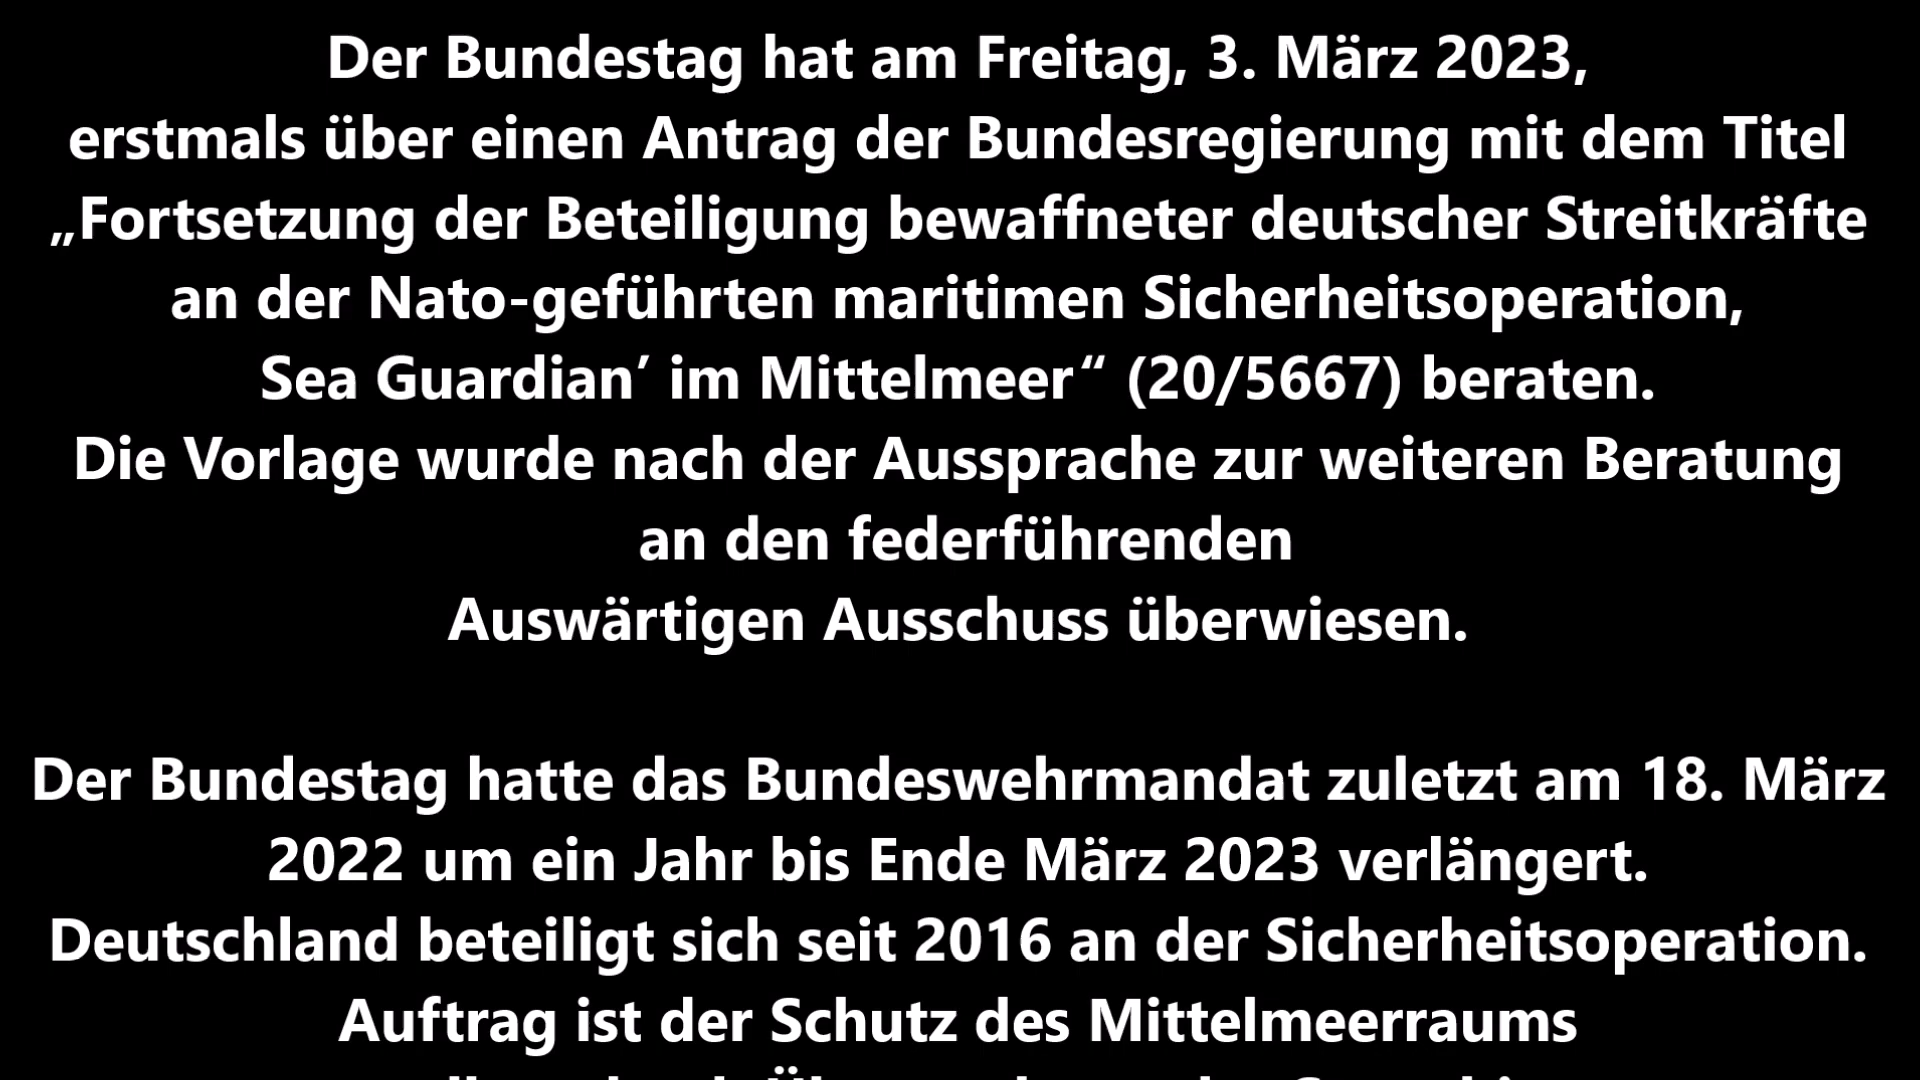 Der Bundestag hat am Freitag, 3. März 2023,
erstmals über einen Antrag der Bundesregierung mit dem Titel
„Fortsetzung der Beteiligung bewaffneter deutscher Streitkräfte
an der Nato-geführten maritimen Sicherheitsoperation,
Sea Guardian’ im Mittelmeer“ (20/5667) beraten.
Die Vorlage wurde nach der Aussprache zur weiteren Beratung
an den federführenden
Auswärtigen Ausschuss überwiesen.
Der Bundestag hatte das Bundeswehrmandat zuletzt am 18. März
2022 um ein Jahr bis Ende März 2023 verlängert.
Deutschland beteiligt sich seit 2016 an der Sicherheitsoperation.
Auftrag ist der Schutz des Mittelmeerraums